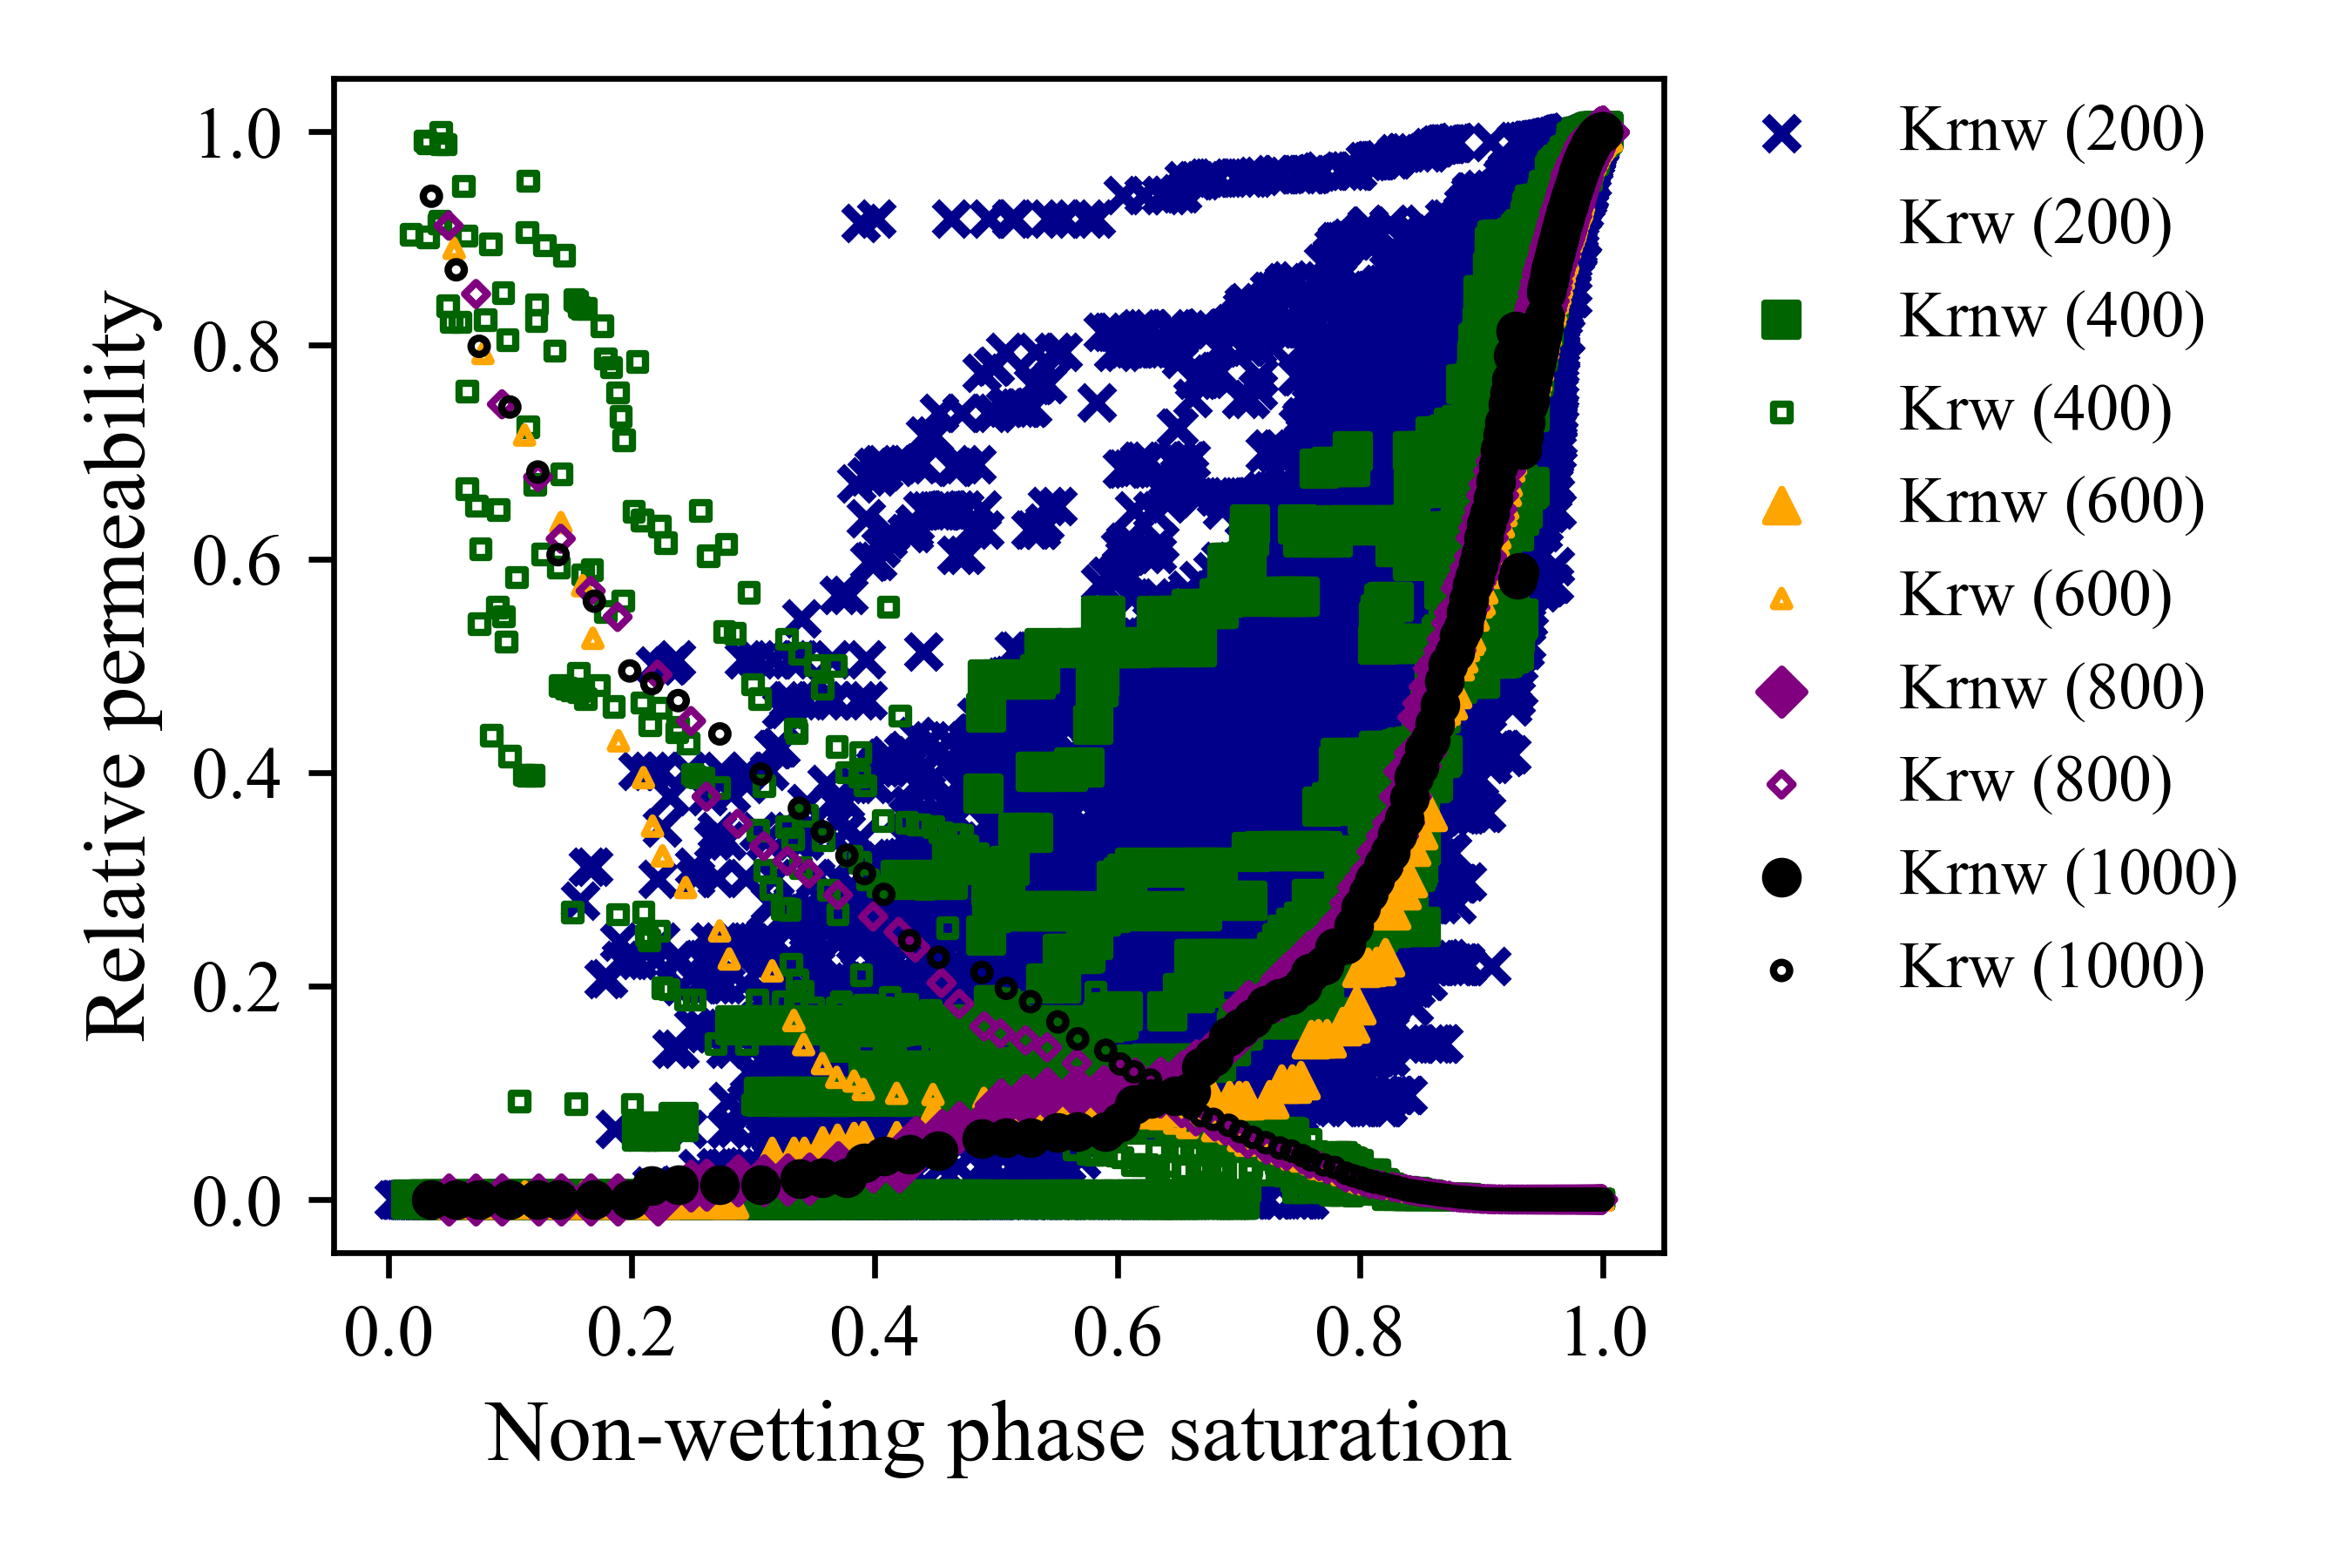 1.0
0.8
0.6
0.4
0.2
0.0
Relative permeability
0.0 0.2 0.4 0.6 0.8 1.0
Non-wetting phase saturation
Krnw (200)
Krw (200)
Krnw (400)
Krw (400)
Krnw (600)
Krw (600)
Krnw (800)
Krw (800)
Krnw (1000)
Krw (1000)